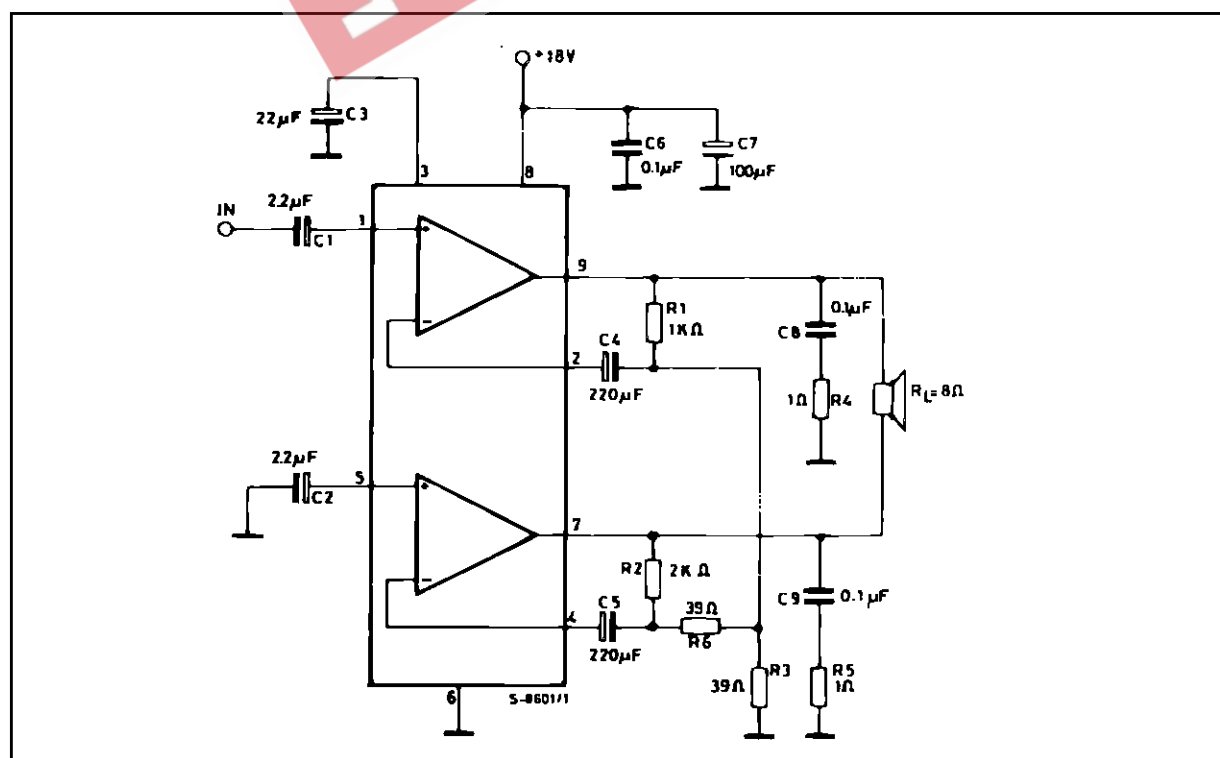 +18V
22µF
C3
C6
0.1µF
C7
100µF
3
8
2.2µF
IN
C1
1
+
9
R1
1KΩ
0.1µF
C8
-
2
C4
220µF
1Ω
R4
RL=8Ω
2.2µF
C2
5
+
7
R2
2KΩ
C9
0.1µF
-
4
C5
220µF
39Ω
R6
R3
39Ω
R5
1Ω
6
S-8601/1